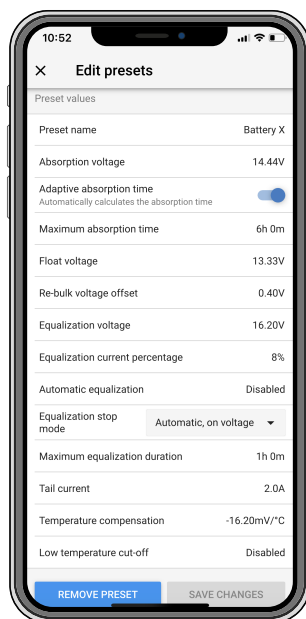 10:52
Edit presets
Preset values
Preset name Battery X
Absorption voltage 14.44V
Adaptive absorption time
Automatically calculates the absorption time
Maximum absorption time 6h 0m
Float voltage 13.33V
Re-bulk voltage offset 0.40V
Equalization voltage 16.20V
Equalization current percentage 8%
Automatic equalization Disabled
Equalization stop
mode Automatic, on voltage
Maximum equalization duration 1h 0m
Tail current 2.0A
Temperature compensation -16.20mV/°C
Low temperature cut-off Disabled
REMOVE PRESET SAVE CHANGES